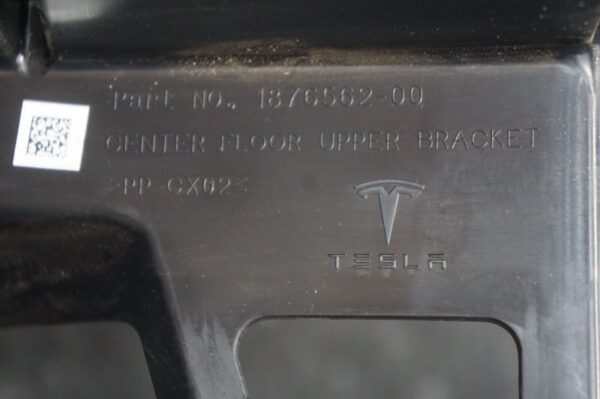 Part NO. 1876562-00
CENTER FLOOR UPPER BRACKET
>PP-CX02<
TESLA